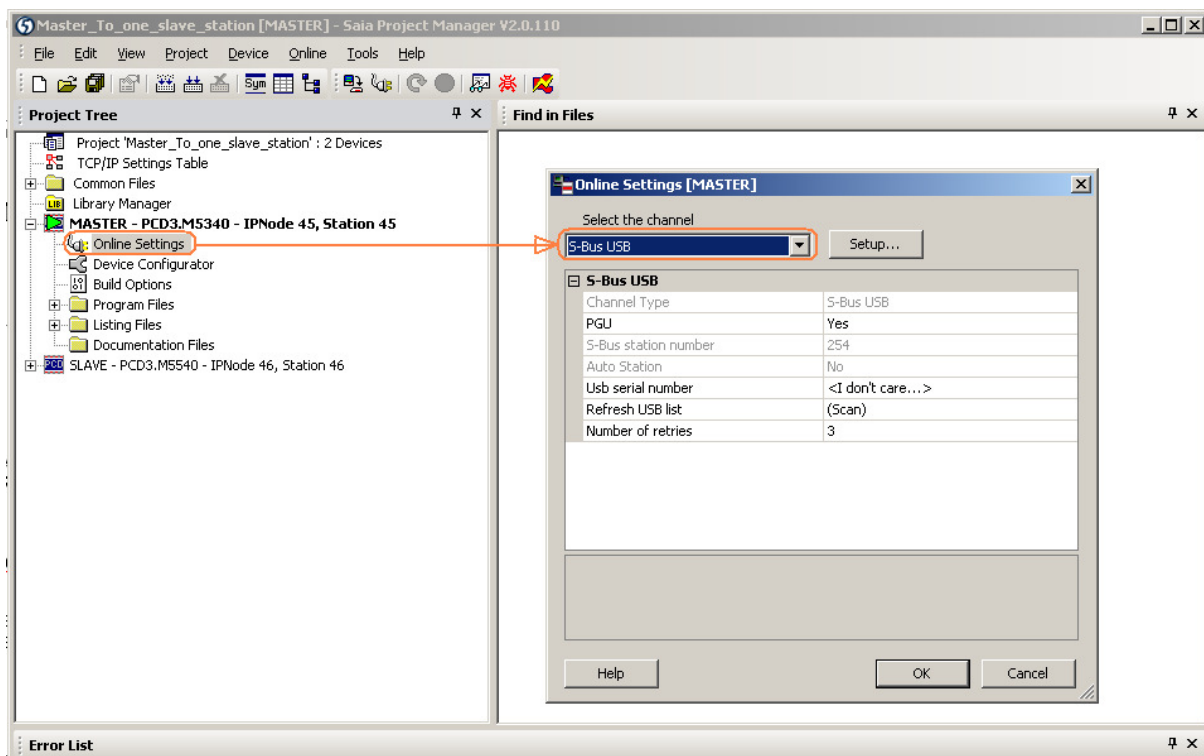 Master_To_one_slave_station [MASTER] - Saia Project Manager V2.0.110
File Edit View Project Device Online Tools Help
Sym
Project Tree
Find in Files
Project 'Master_To_one_slave_station' : 2 Devices
TCP/IP Settings Table
Common Files
LIB Library Manager
MASTER - PCD3.M5340 - IPNode 45, Station 45
Online Settings
Device Configurator
Build Options
Program Files
Listing Files
Documentation Files
PCD SLAVE - PCD3.M5540 - IPNode 46, Station 46
Online Settings [MASTER]
Select the channel
S-Bus USB
Setup...
S-Bus USB
Channel Type S-Bus USB
PGU Yes
S-Bus station number 254
Auto Station No
Usb serial number <I don't care...>
Refresh USB list (Scan)
Number of retries 3
Help OK Cancel
Error List